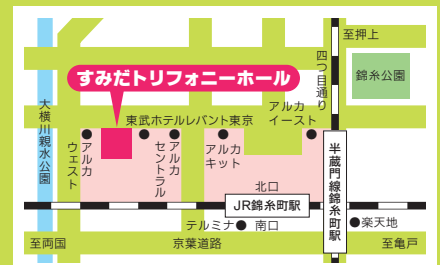 至押上
四つ目通り
錦糸公園
すみだトリフォニーホール
大横川親水公園
東武ホテルレバント東京
アルカ
イースト
アルカ
ウェスト
アルカ
セントラル
アルカ
キット
北口
JR錦糸町駅
半蔵門線錦糸町駅
テルミナ
南口
楽天地
至両国
京葉道路
至亀戸